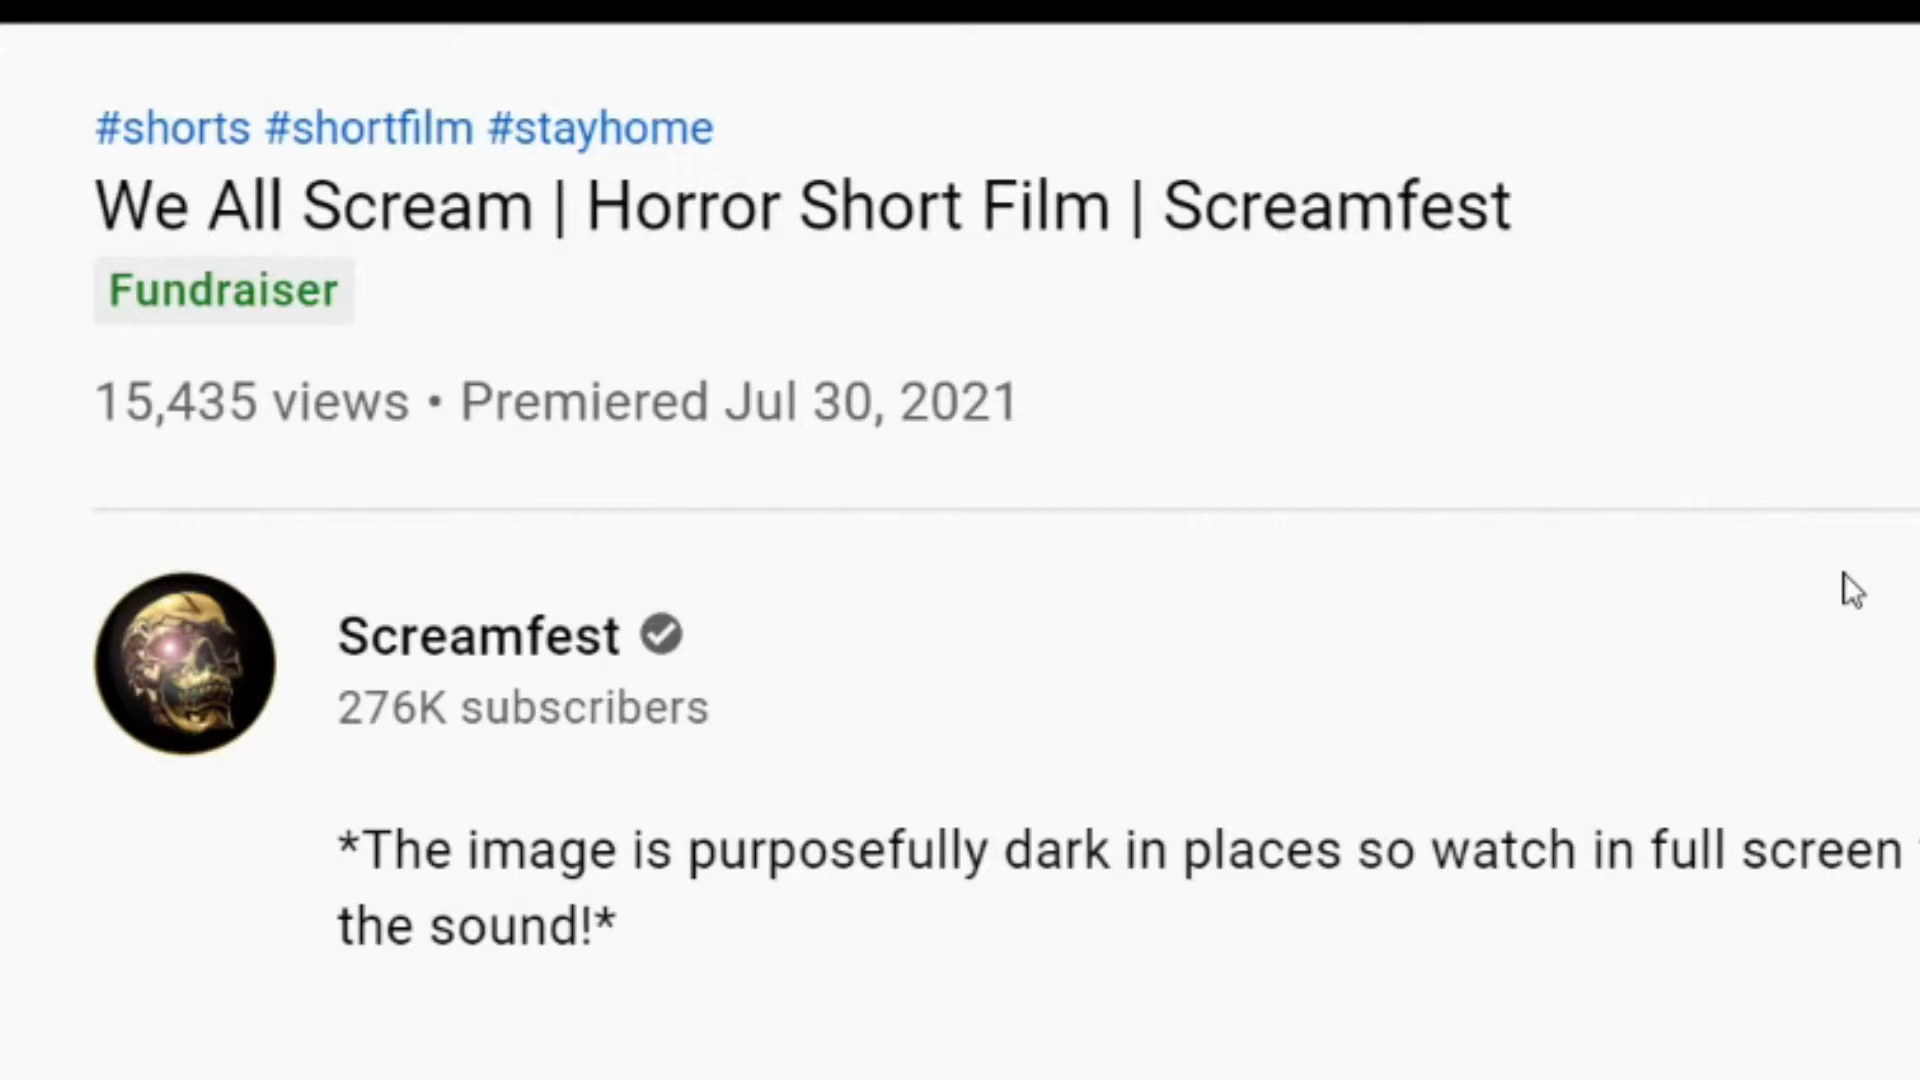 #shorts #shortfilm #stayhome
We All Scream | Horror Short Film | Screamfest
Fundraiser
15,435 views • Premiered Jul 30, 2021
Screamfest
276K subscribers
*The image is purposefully dark in places so watch in full screen
the sound!*